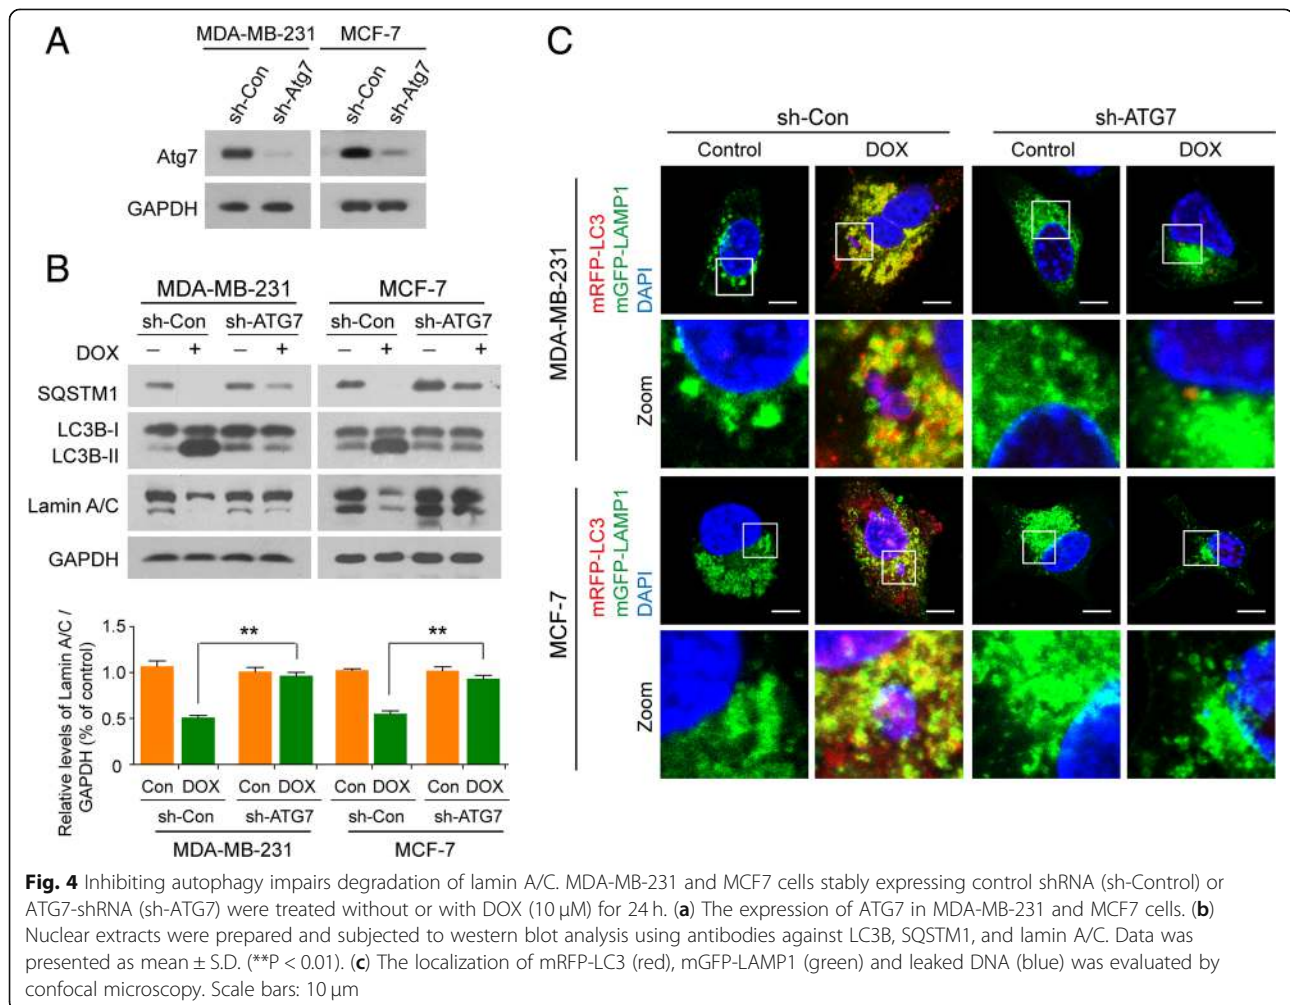 A
MDA-MB-231 MCF-7
sh-Con sh-Atg7 sh-Con sh-Atg7
Atg7
GAPDH
B
MDA-MB-231 MCF-7
sh-Con sh-ATG7 sh-Con sh-ATG7
DOX − + − + − + − +
SQSTM1
LC3B-I
LC3B-II
Lamin A/C
GAPDH
Relative levels of Lamin A/C /
GAPDH (% of control)
1.5
1.0
0.5
0
** **
Con DOX Con DOX Con DOX Con DOX
sh-Con sh-ATG7 sh-Con sh-ATG7
MDA-MB-231 MCF-7
C
sh-Con sh-ATG7
Control DOX Control DOX
MDA-MB-231
mRFP-LC3
mGFP-LAMP1
DAPI
Zoom
MCF-7
mRFP-LC3
mGFP-LAMP1
DAPI
Zoom
Fig. 4 Inhibiting autophagy impairs degradation of lamin A/C. MDA-MB-231 and MCF7 cells stably expressing control shRNA (sh-Control) or
ATG7-shRNA (sh-ATG7) were treated without or with DOX (10 μM) for 24 h. (a) The expression of ATG7 in MDA-MB-231 and MCF7 cells. (b)
Nuclear extracts were prepared and subjected to western blot analysis using antibodies against LC3B, SQSTM1, and lamin A/C. Data was
presented as mean ± S.D. (**P < 0.01). (c) The localization of mRFP-LC3 (red), mGFP-LAMP1 (green) and leaked DNA (blue) was evaluated by
confocal microscopy. Scale bars: 10 μm